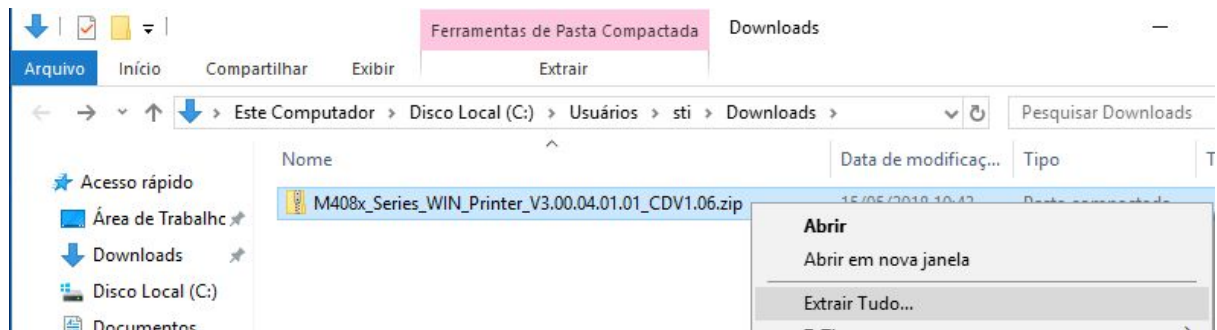 Ferramentas de Pasta Compactada Downloads
Arquivo Início Compartilhar Exibir Extrair
Este Computador > Disco Local (C:) > Usuários > sti > Downloads > Pesquisar Downloads
Nome Data de modificaç... Tipo T
Acesso rápido
M408x_Series_WIN_Printer_V3.00.04.01.01_CDV1.06.zip
Abrir
Área de Trabalhc
Downloads
Abrir em nova janela
Disco Local (C:)
Extrair Tudo...
Documentos